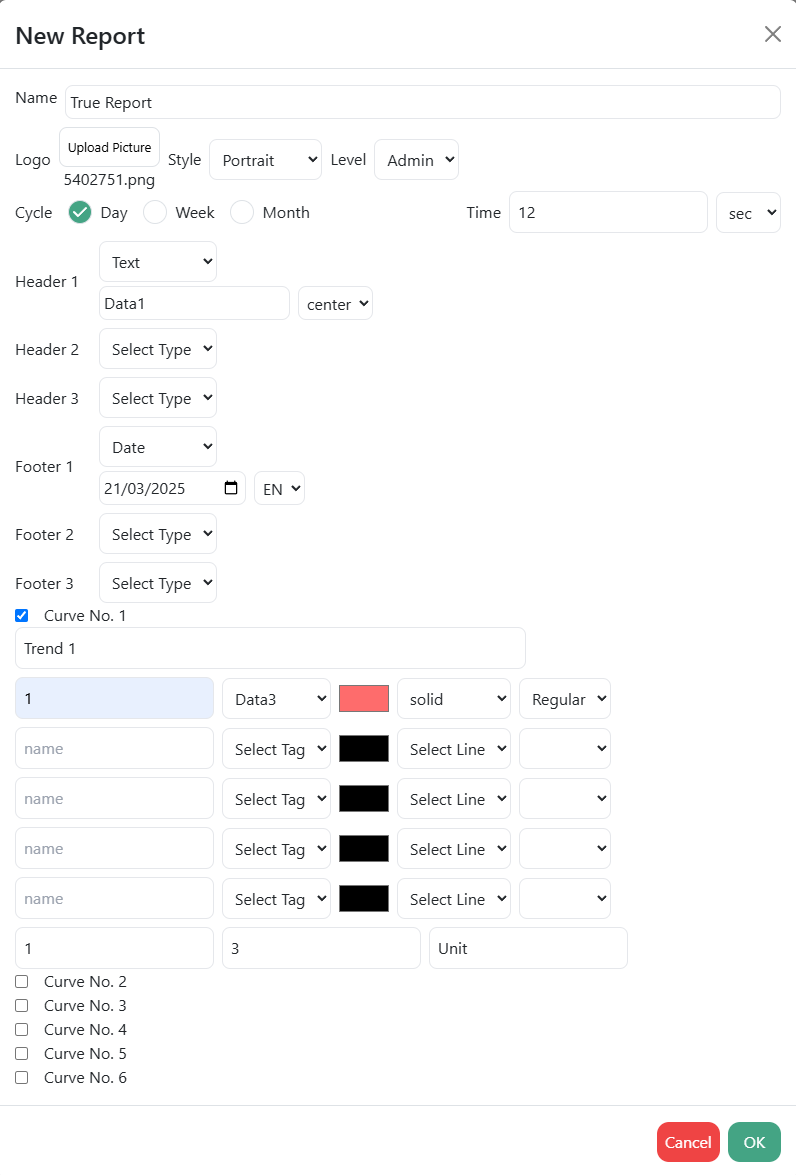 New Report
Name True Report
Logo Upload Picture Style Portrait Level Admin
5402751.png
Cycle Day Week Month Time 12 sec
Header 1 Text
Data1 center
Header 2 Select Type
Header 3 Select Type
Footer 1 Date
21/03/2025 EN
Footer 2 Select Type
Footer 3 Select Type
Curve No. 1
Trend 1
1 Data3 solid Regular
name Select Tag Select Line
name Select Tag Select Line
name Select Tag Select Line
name Select Tag Select Line
1 3 Unit
Curve No. 2
Curve No. 3
Curve No. 4
Curve No. 5
Curve No. 6
Cancel OK